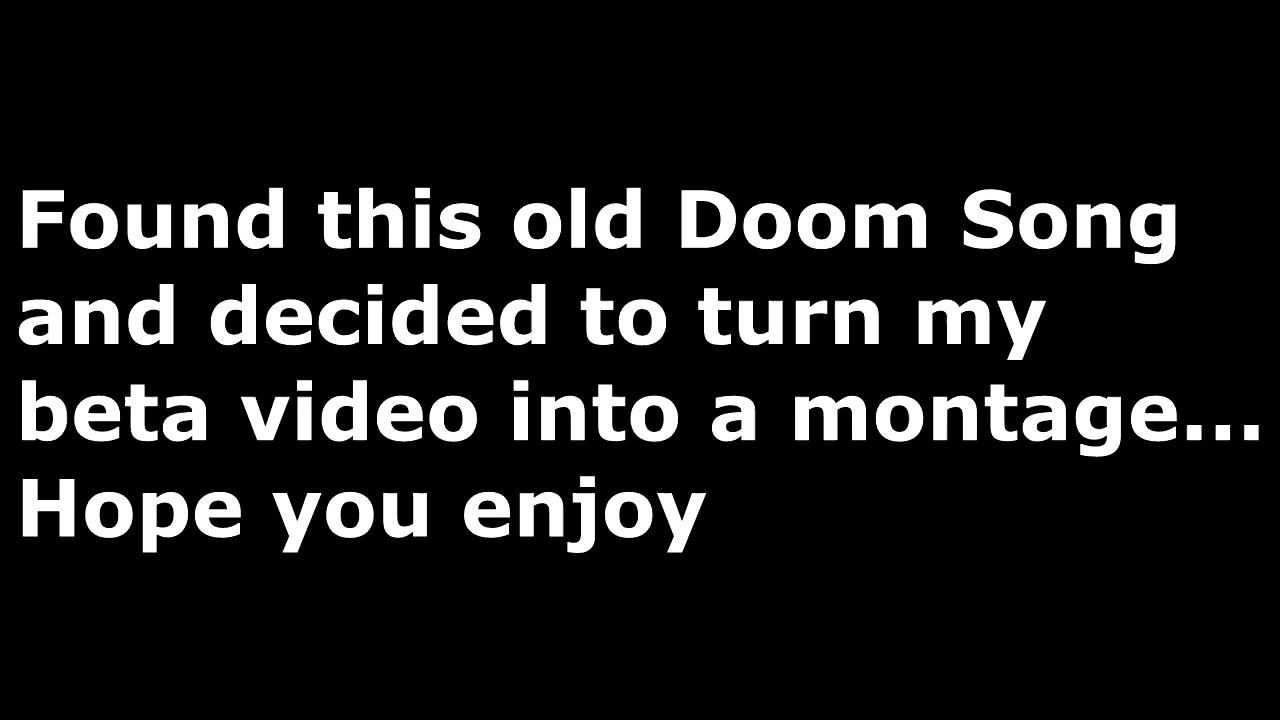 Found this old Doom Song
and decided to turn my
beta video into a montage...
Hope you enjoy